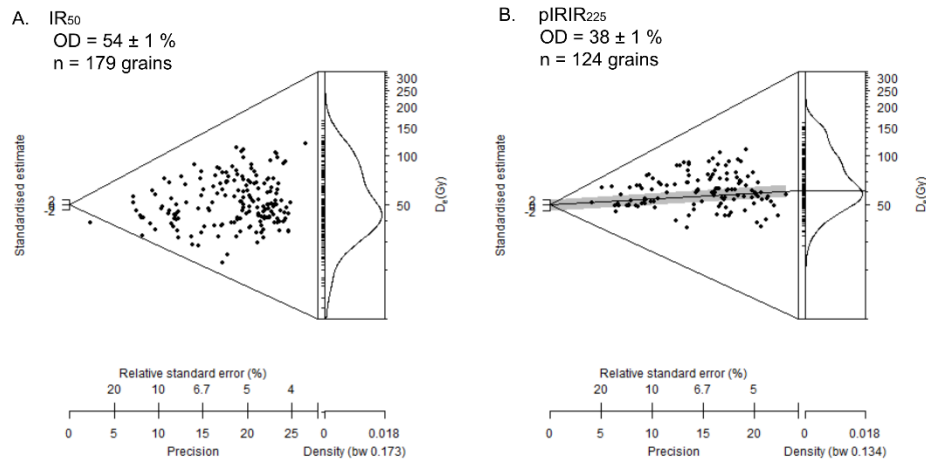 A. IR₅₀
OD = 54 ± 1 %
n = 179 grains
Standardised estimate
2
-2
300
250
200
150
100
50
Dₑ(Gy)
Relative standard error (%)
20 10 6.7 5 4
0 5 10 15 20 25
Precision
0 0.018
Density (bw 0.173)
B. pIRIR₂₂₅
OD = 38 ± 1 %
n = 124 grains
Standardised estimate
2
-2
300
250
200
150
100
50
Dₑ(Gy)
Relative standard error (%)
20 10 6.7 5
0 5 10 15 20
Precision
0 0.018
Density (bw 0.134)